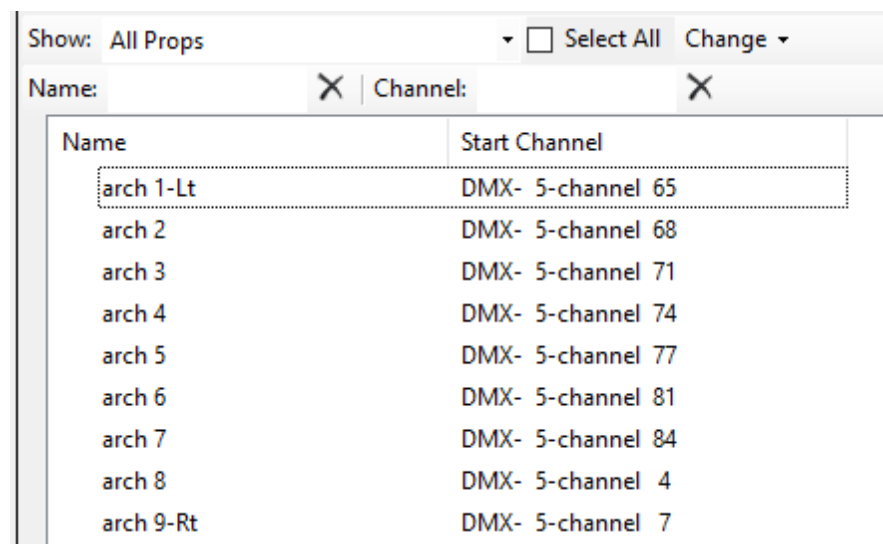 Show: All Props Select All Change
Name: Channel:
Name Start Channel
arch 1-Lt DMX- 5-channel 65
arch 2 DMX- 5-channel 68
arch 3 DMX- 5-channel 71
arch 4 DMX- 5-channel 74
arch 5 DMX- 5-channel 77
arch 6 DMX- 5-channel 81
arch 7 DMX- 5-channel 84
arch 8 DMX- 5-channel 4
arch 9-Rt DMX- 5-channel 7